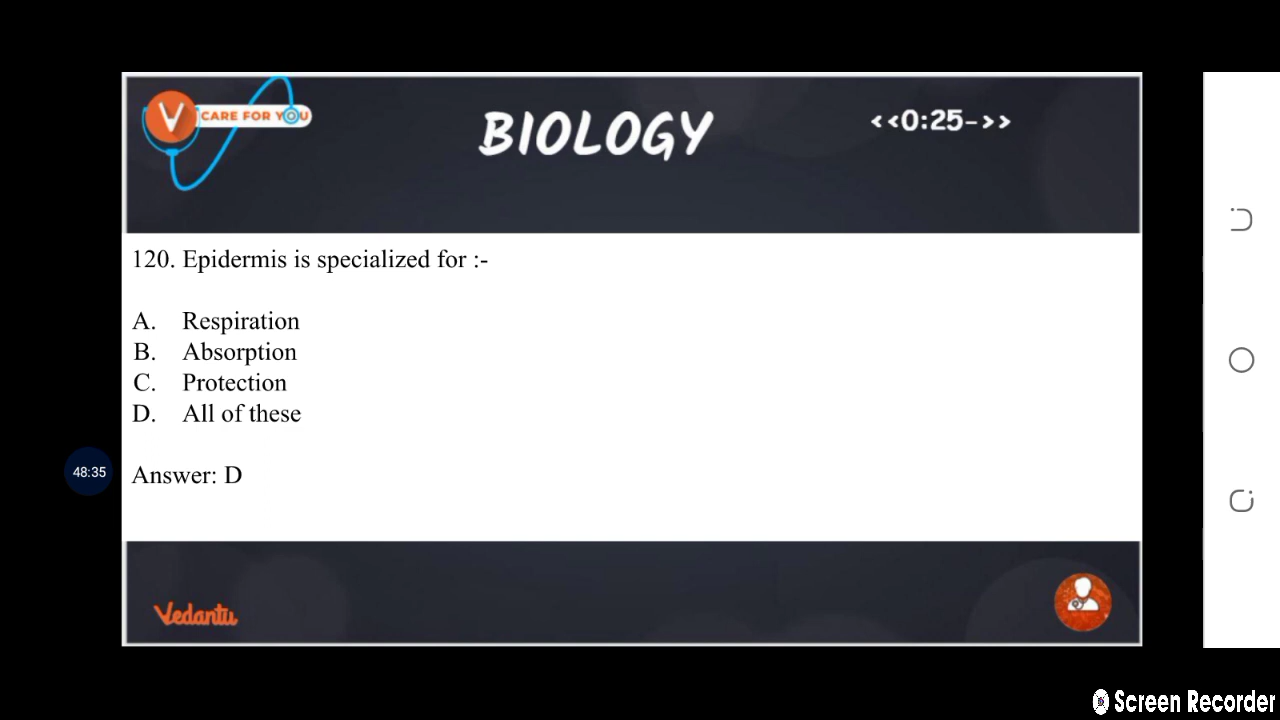 V CARE FOR YOU
BIOLOGY
<<0:25->>
120. Epidermis is specialized for :-
A. Respiration
B. Absorption
C. Protection
D. All of these
48:35
Answer: D
Vedantu
Screen Recorder